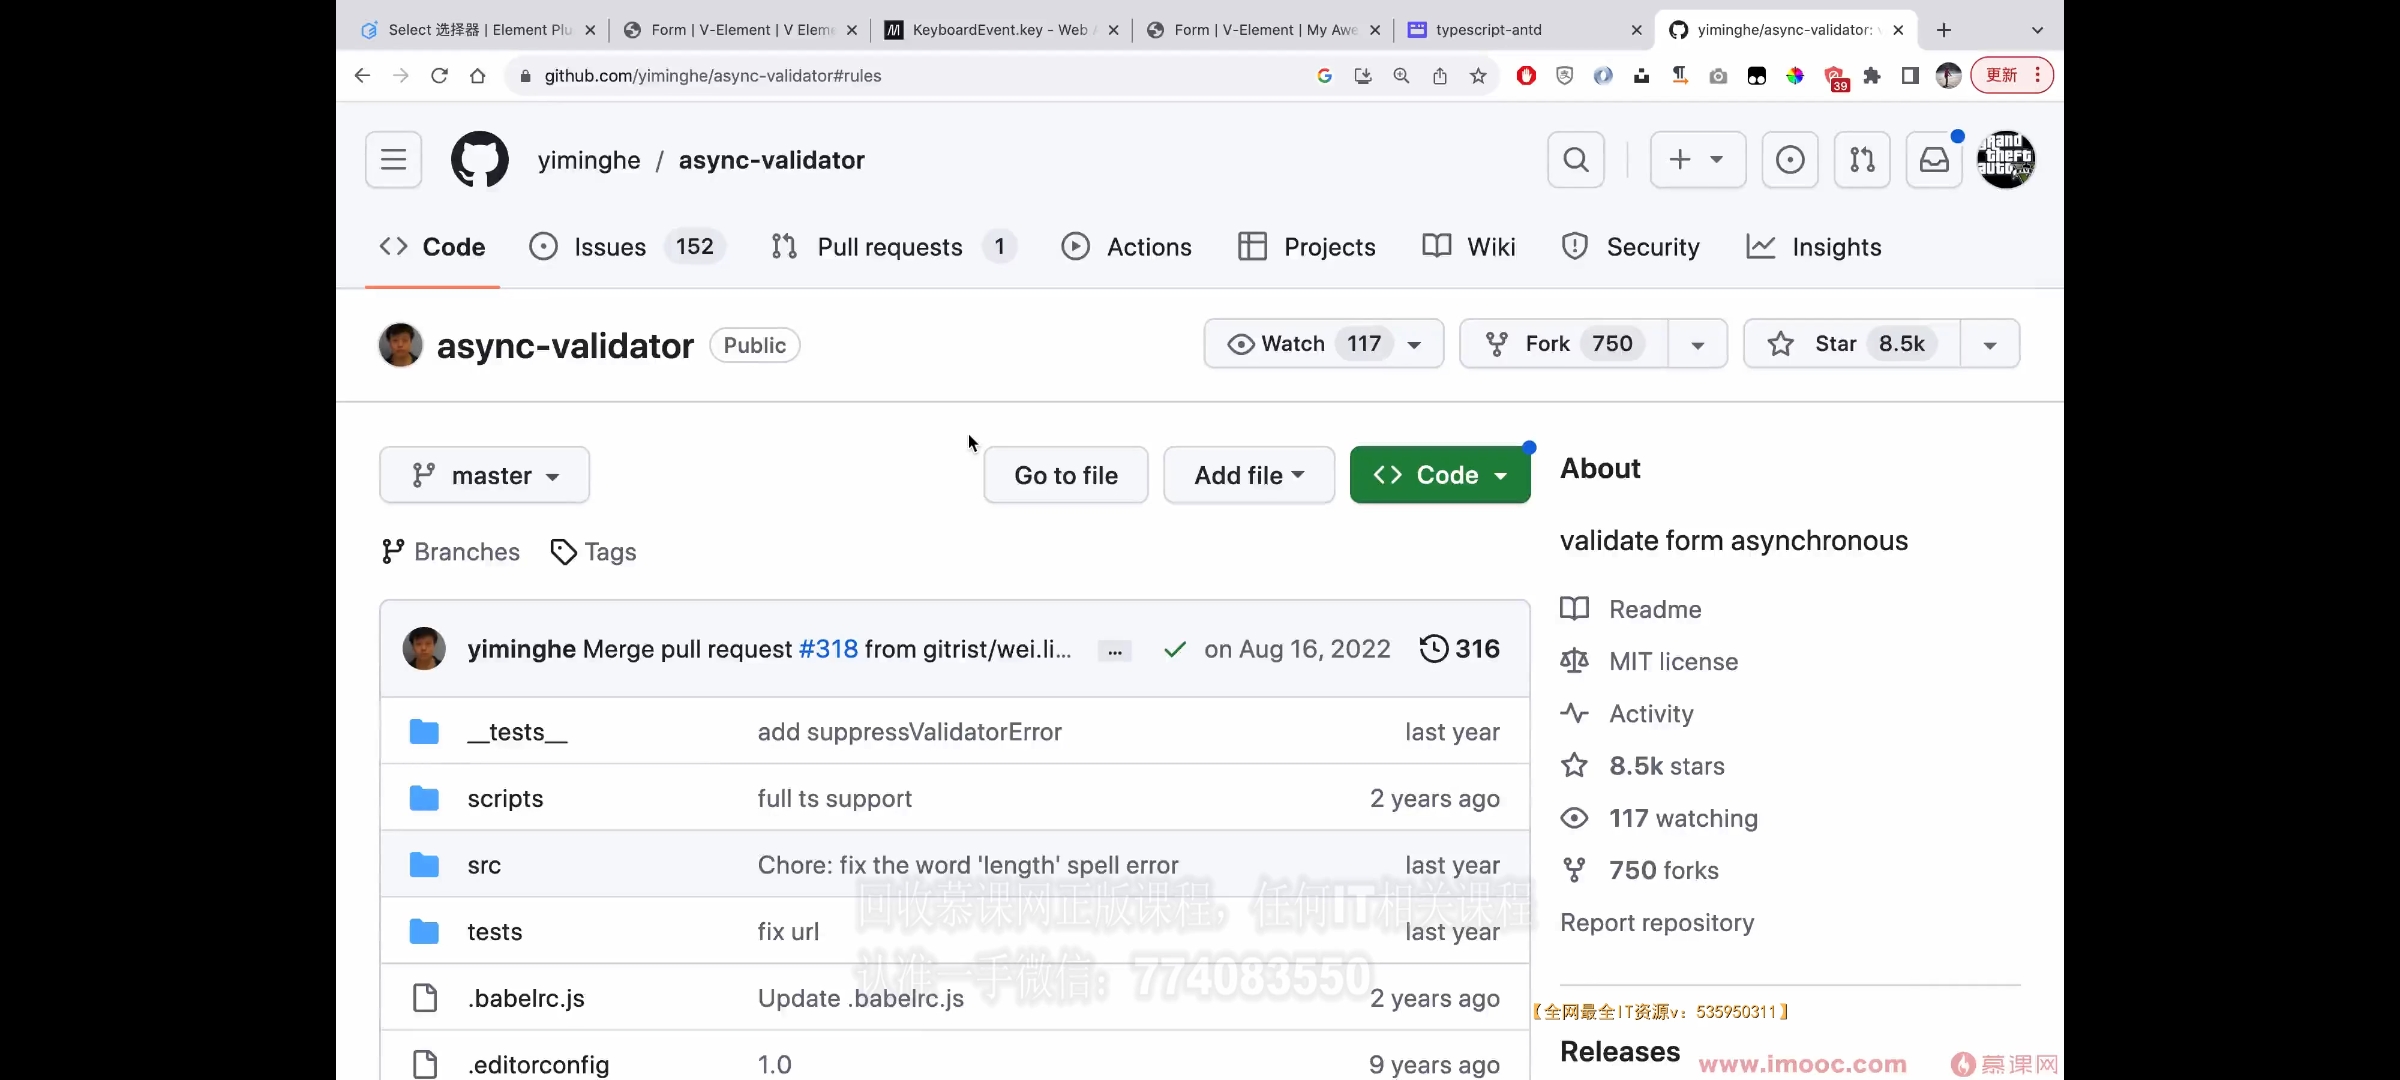 Select 选择器 | Element Plu
Form | V-Element | V Eleme
KeyboardEvent.key - Web A
Form | V-Element | My Awe
typescript-antd
yiminghe/async-validator: v
github.com/yiminghe/async-validator#rules
39
更新
yiminghe / async-validator
Code
Issues 152
Pull requests 1
Actions
Projects
Wiki
Security
Insights
async-validator Public
Watch 117
Fork 750
Star 8.5k
master
Go to file
Add file
Code
Branches
Tags
yiminghe Merge pull request #318 from gitrist/wei.li... ... on Aug 16, 2022 316
__tests__ add suppressValidatorError last year
scripts full ts support 2 years ago
src Chore: fix the word 'length' spell error last year
tests fix url last year
.babelrc.js Update .babelrc.js 2 years ago
.editorconfig 1.0 9 years ago
About
validate form asynchronous
Readme
MIT license
Activity
8.5k stars
117 watching
750 forks
Report repository
Releases
回收慕课网正版课程，任何IT相关课程
认准一手微信：774083550
【全网最全IT资源v：535950311】
www.imooc.com
慕课网